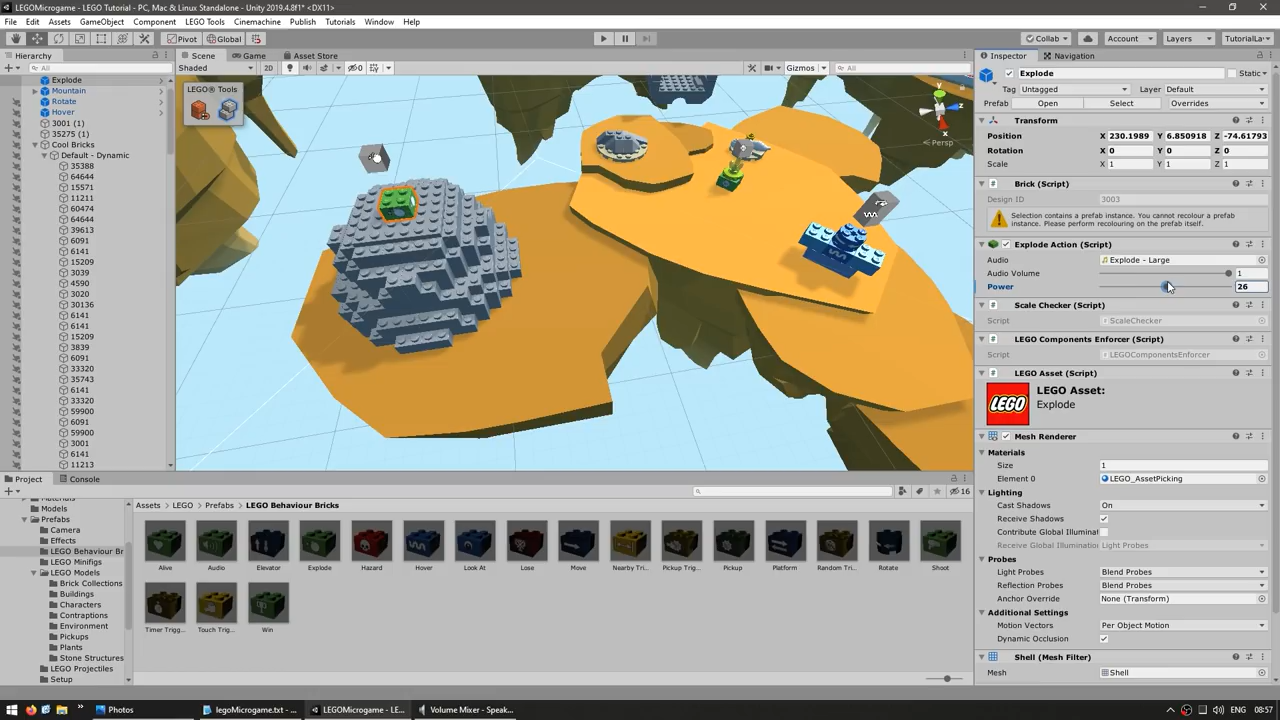 LEGOMicrogame - LEGO Tutorial - PC, Mac & Linux Standalone - Unity 2019.4.8f1* <DX11>
File Edit Assets GameObject Component LEGO Tools Cinemachine Publish Tutorials Window Help
Pivot Global Collab Account Layers TutorialLa
Hierarchy Scene Game Asset Store Inspector Navigation
All Shaded 2D 0 Gizmos All
Explode Static
Tag Untagged Layer Default
Prefab Open Select Overrides
Transform
Position X 230.1989 Y 6.850918 Z -74.61793
Rotation X 0 Y 0 Z 0
Scale X 1 Y 1 Z 1
Brick (Script)
Design ID 3003
Selection contains a prefab instance. You cannot recolour a prefab
instance. Please perform recolouring on the prefab itself.
Explode Action (Script)
Audio Explode - Large
Audio Volume 1
Power 26
Scale Checker (Script)
Script ScaleChecker
LEGO Components Enforcer (Script)
Script LEGOComponentsEnforcer
LEGO Asset (Script)
LEGO
LEGO Asset:
Explode
Mesh Renderer
Materials
Size 1
Element 0 LEGO_AssetPicking
Lighting
Cast Shadows On
Receive Shadows
Contribute Global Illuminat
Receive Global Illumination Light Probes
Probes
Light Probes Blend Probes
Reflection Probes Blend Probes
Anchor Override None (Transform)
Additional Settings
Motion Vectors Per Object Motion
Dynamic Occlusion
Shell (Mesh Filter)
Mesh Shell
Explode
Mountain
Rotate
Hover
3001 (1)
35275 (1)
Cool Bricks
Default - Dynamic
35388
64644
15571
11211
60474
64644
39613
6091
6141
15209
3039
4590
3020
30136
6141
6141
15209
3839
6091
33320
35743
6141
33320
59900
6091
59900
3001
6141
11213
LEGO® Tools
y z
Persp
Project Console
16
Materials
Models
Prefabs
Camera
Effects
LEGO Behaviour Br
LEGO Minifigs
LEGO Models
Brick Collections
Buildings
Characters
Contraptions
Environment
Pickups
Plants
Stone Structures
LEGO Projectiles
Setup
Assets LEGO Prefabs LEGO Behaviour Bricks
Alive Audio Elevator Explode Hazard Hover Look At Lose Move Nearby Tri... Pickup Trig... Pickup Platform Random Tri... Rotate Shoot
Timer Trigg... Touch Trig... Win
Photos legoMicrogame.txt - ... LEGOMicrogame - LE... Volume Mixer - Speak... ENG 08:57